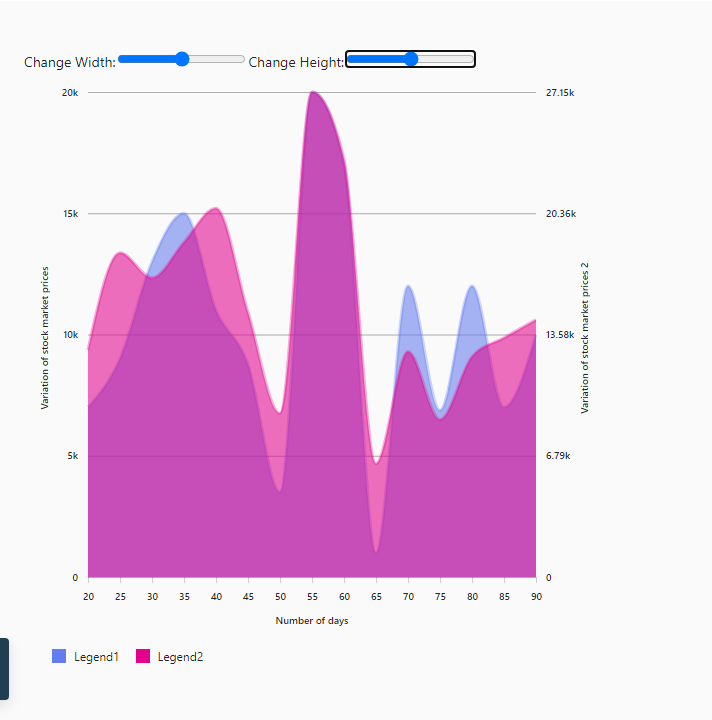 Change Width: Change Height:
20k 27.15k
15k 20.36k
10k 13.58k
5k 6.79k
0 0
Variation of stock market prices
Variation of stock market prices 2
20 25 30 35 40 45 50 55 60 65 70 75 80 85 90
Number of days
Legend1 Legend2